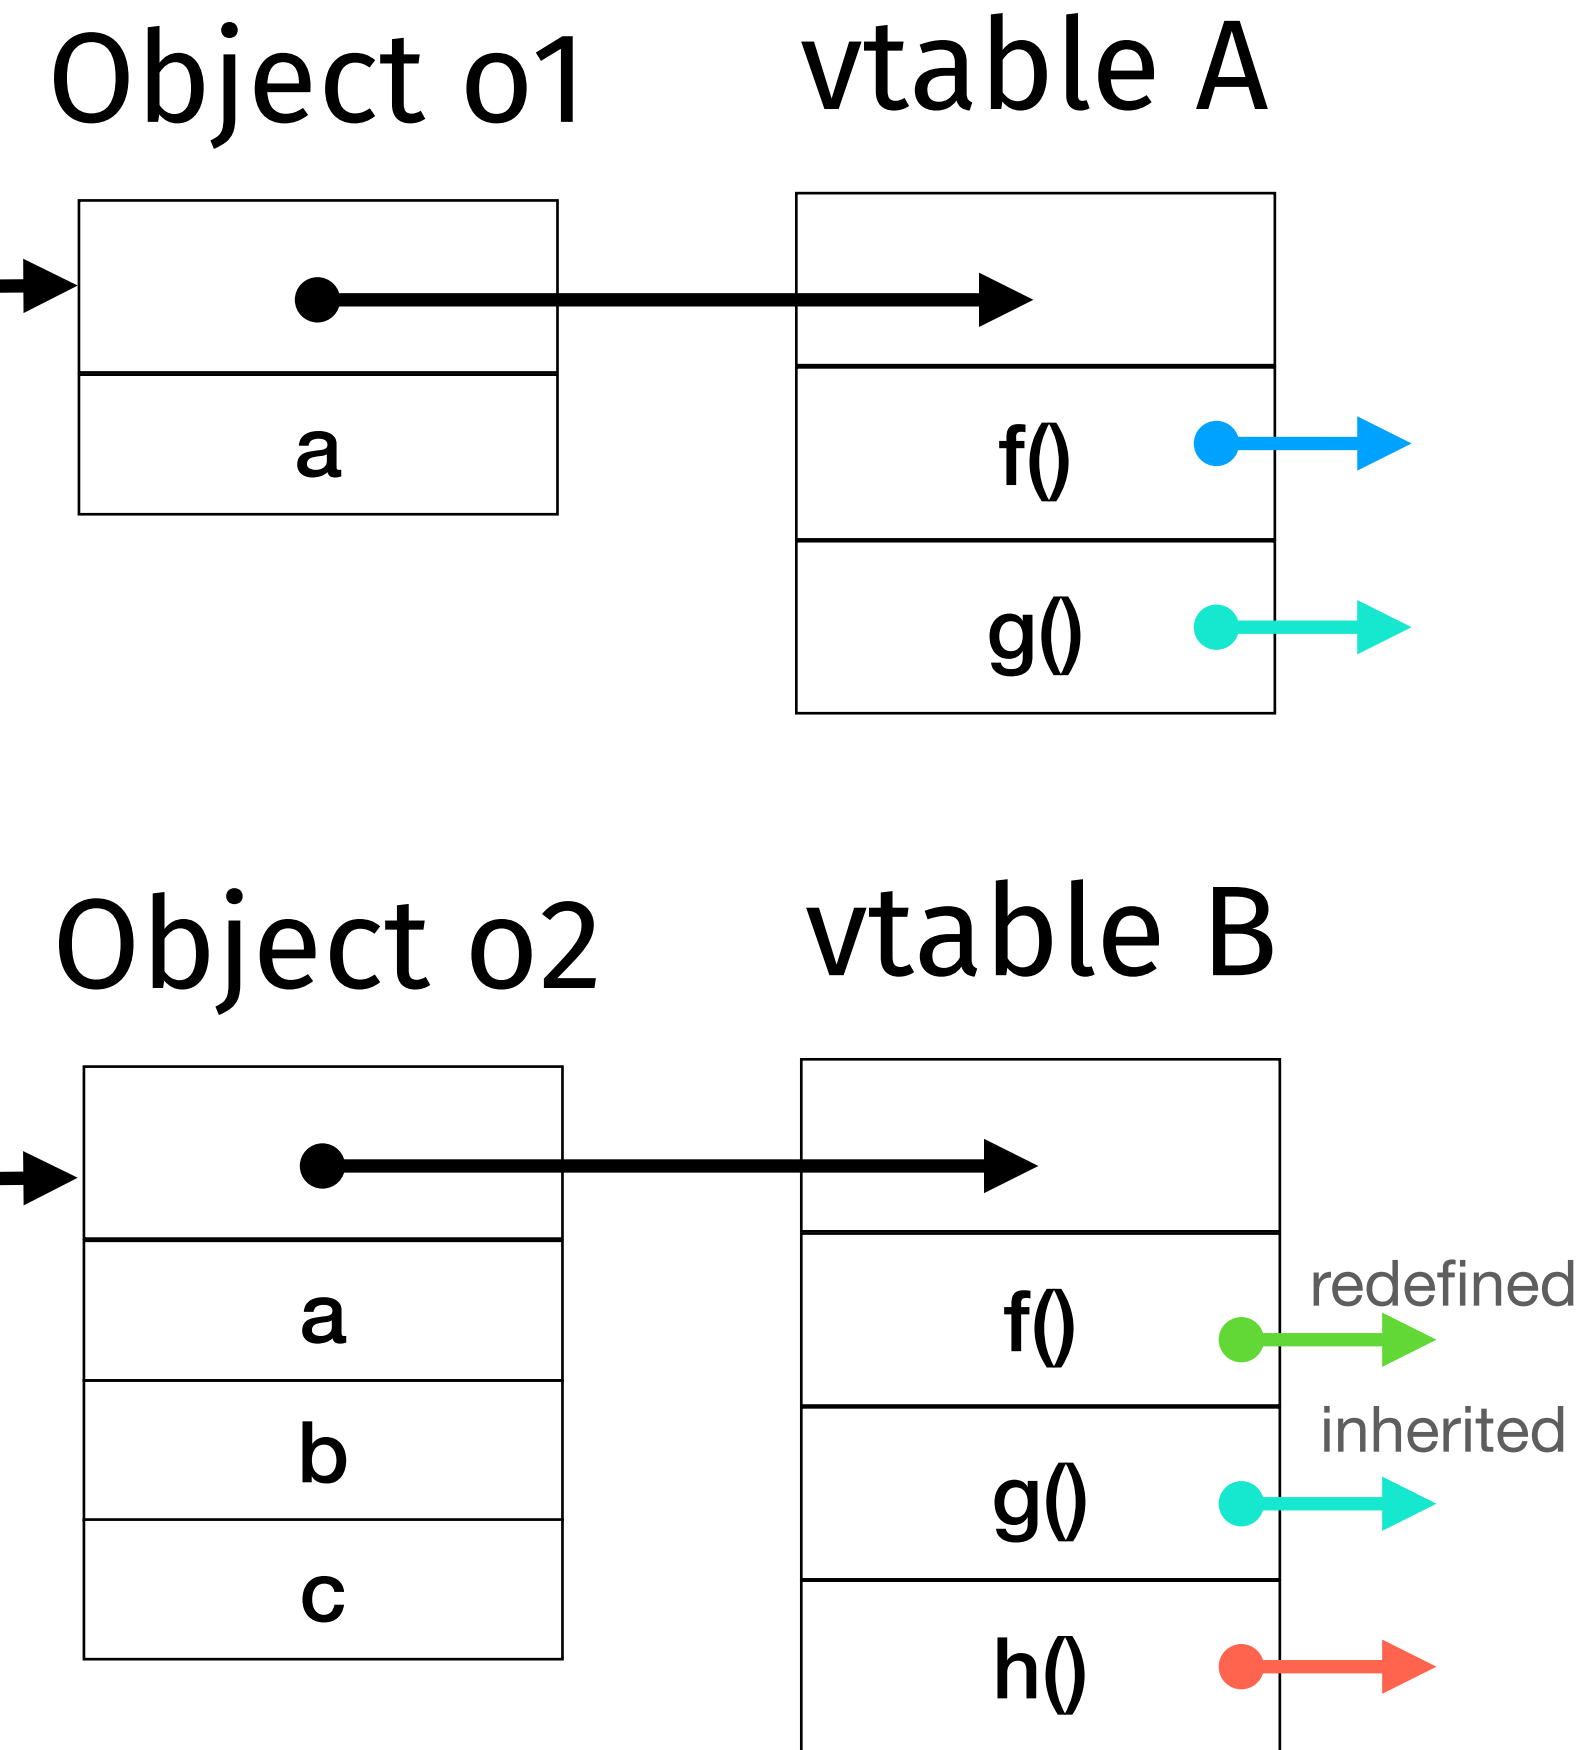 Object o1
vtable A
a
f()
g()
Object o2
vtable B
a
b
c
f()
redefined
g()
inherited
h()